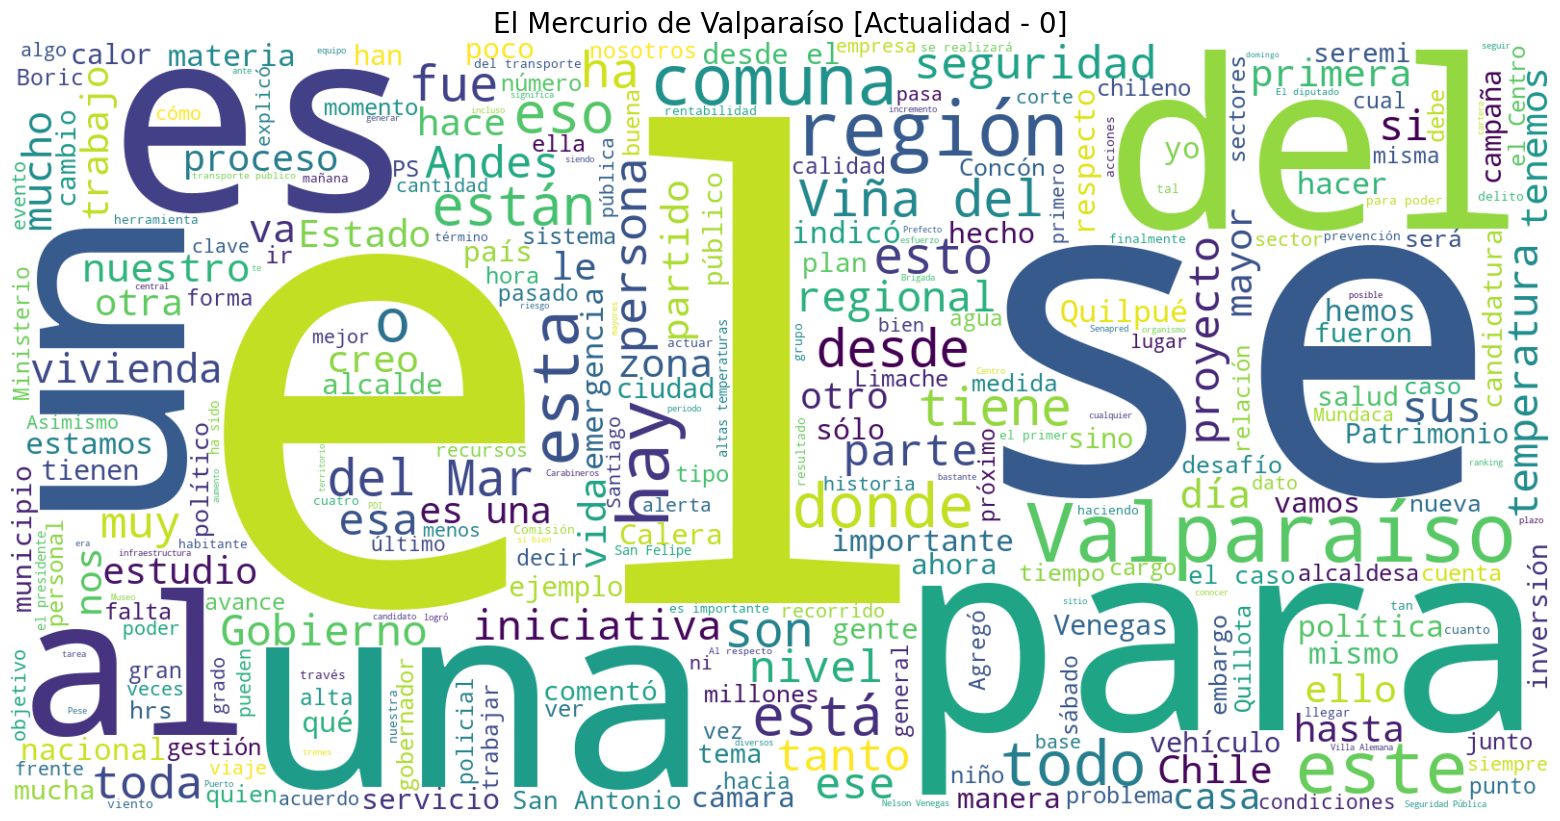 El Mercurio de Valparaíso [Actualidad - 0]
algo
calor
materia
equipo
han
del transporte
poco
nosotros
desde el
empresa
se realizará
domingo
seguir
seremi
Boric
ante
fue
número
ha
comuna
seguridad
del
primera
trabajo
explicó
es
cómo
momento
significa
incluso
generar
hace
eso
buena
rentabilidad
región
pasa
incremento
corte
respecto
chileno
El diputado
sectores
cual
si
debe
campaña
cartera
el Centro
tenemos
mucho
cambio
proceso
transporte público
mañana
PS
cantidad
Andes
ella
siendo
pública
persona
calidad
Concón
acciones
yo
misma
tal
hacer
para poder
delito
evento
herramienta
va
Estado
término
están
sistema
partido
público
Viña del
indicó
Prefecto
esfuerzo
hecho
primero
finalmente
mayor
sector
prevención
será
un
clave
ir
te
nuestro
central
otra
forma
país
hora
pasado
riesgo
le
esta
emergencia
mayores
zona
plan
Brigada
esto
regional
agua
se
Quilpué
Senapred
organismo
lugar
proyecto
posible
hemos
fueron
candidatura
temperatura
Ministerio
vivienda
el
mejor
o
creo
alcalde
actuar
ciudad
periodo
altas temperaturas
grupo
bien
desde
Limache
Centro
medida
otro
tiene
cualquier
relación
salud
caso
Mundaca
sus
Asimismo
estamos
tienen
político
ha sido
aumento
territorio
recursos
del Mar
cuatro
PDI
Carabineros
vida
Santiago
hay
tipo
resultado
sólo
parte
el primer
sino
Patrimonio
ranking
desafío
dato
municipio
muy
personal
el presidente
era
nos
habitante
infraestructura
esa
último
es una
menos
Comisión
si bien
decir
alerta
San Felipe
Calera
donde
historia
bastante
próximo
importante
ahora
día
vamos
haciendo
nueva
plazo
Valparaíso
estudio
Museo
falta
poder
avance
ejemplo
candidato
logró
es importante
recorrido
tiempo
cargo
el caso
alcaldesa
cuenta
conocer
sitio
tan
cuanto
inversión
al
tarea
Gobierno
iniciativa
son
gente
Venegas
para
política
mismo
objetivo
Pese
gran
veces
hrs
grado
pueden
una
través
alta
qué
nuestra
gobernador
policial
trabajar
comentó
ver
ni
Al respecto
nivel
millones
está
general
Agregó
sábado
embargo
Quillota
ello
llegar
hasta
nacional
gestión
trenes
vez
tema
diversos
tanto
base
vehículo
Villa Alemana
junto
siempre
frente
mucha
toda
viento
viaje
Puerto
quien
acuerdo
servicio
San Antonio
hacia
cámara
ese
Nelson Venegas
niño
manera
todo
problema
Chile
casa
condiciones
este
Seguridad Pública
punto